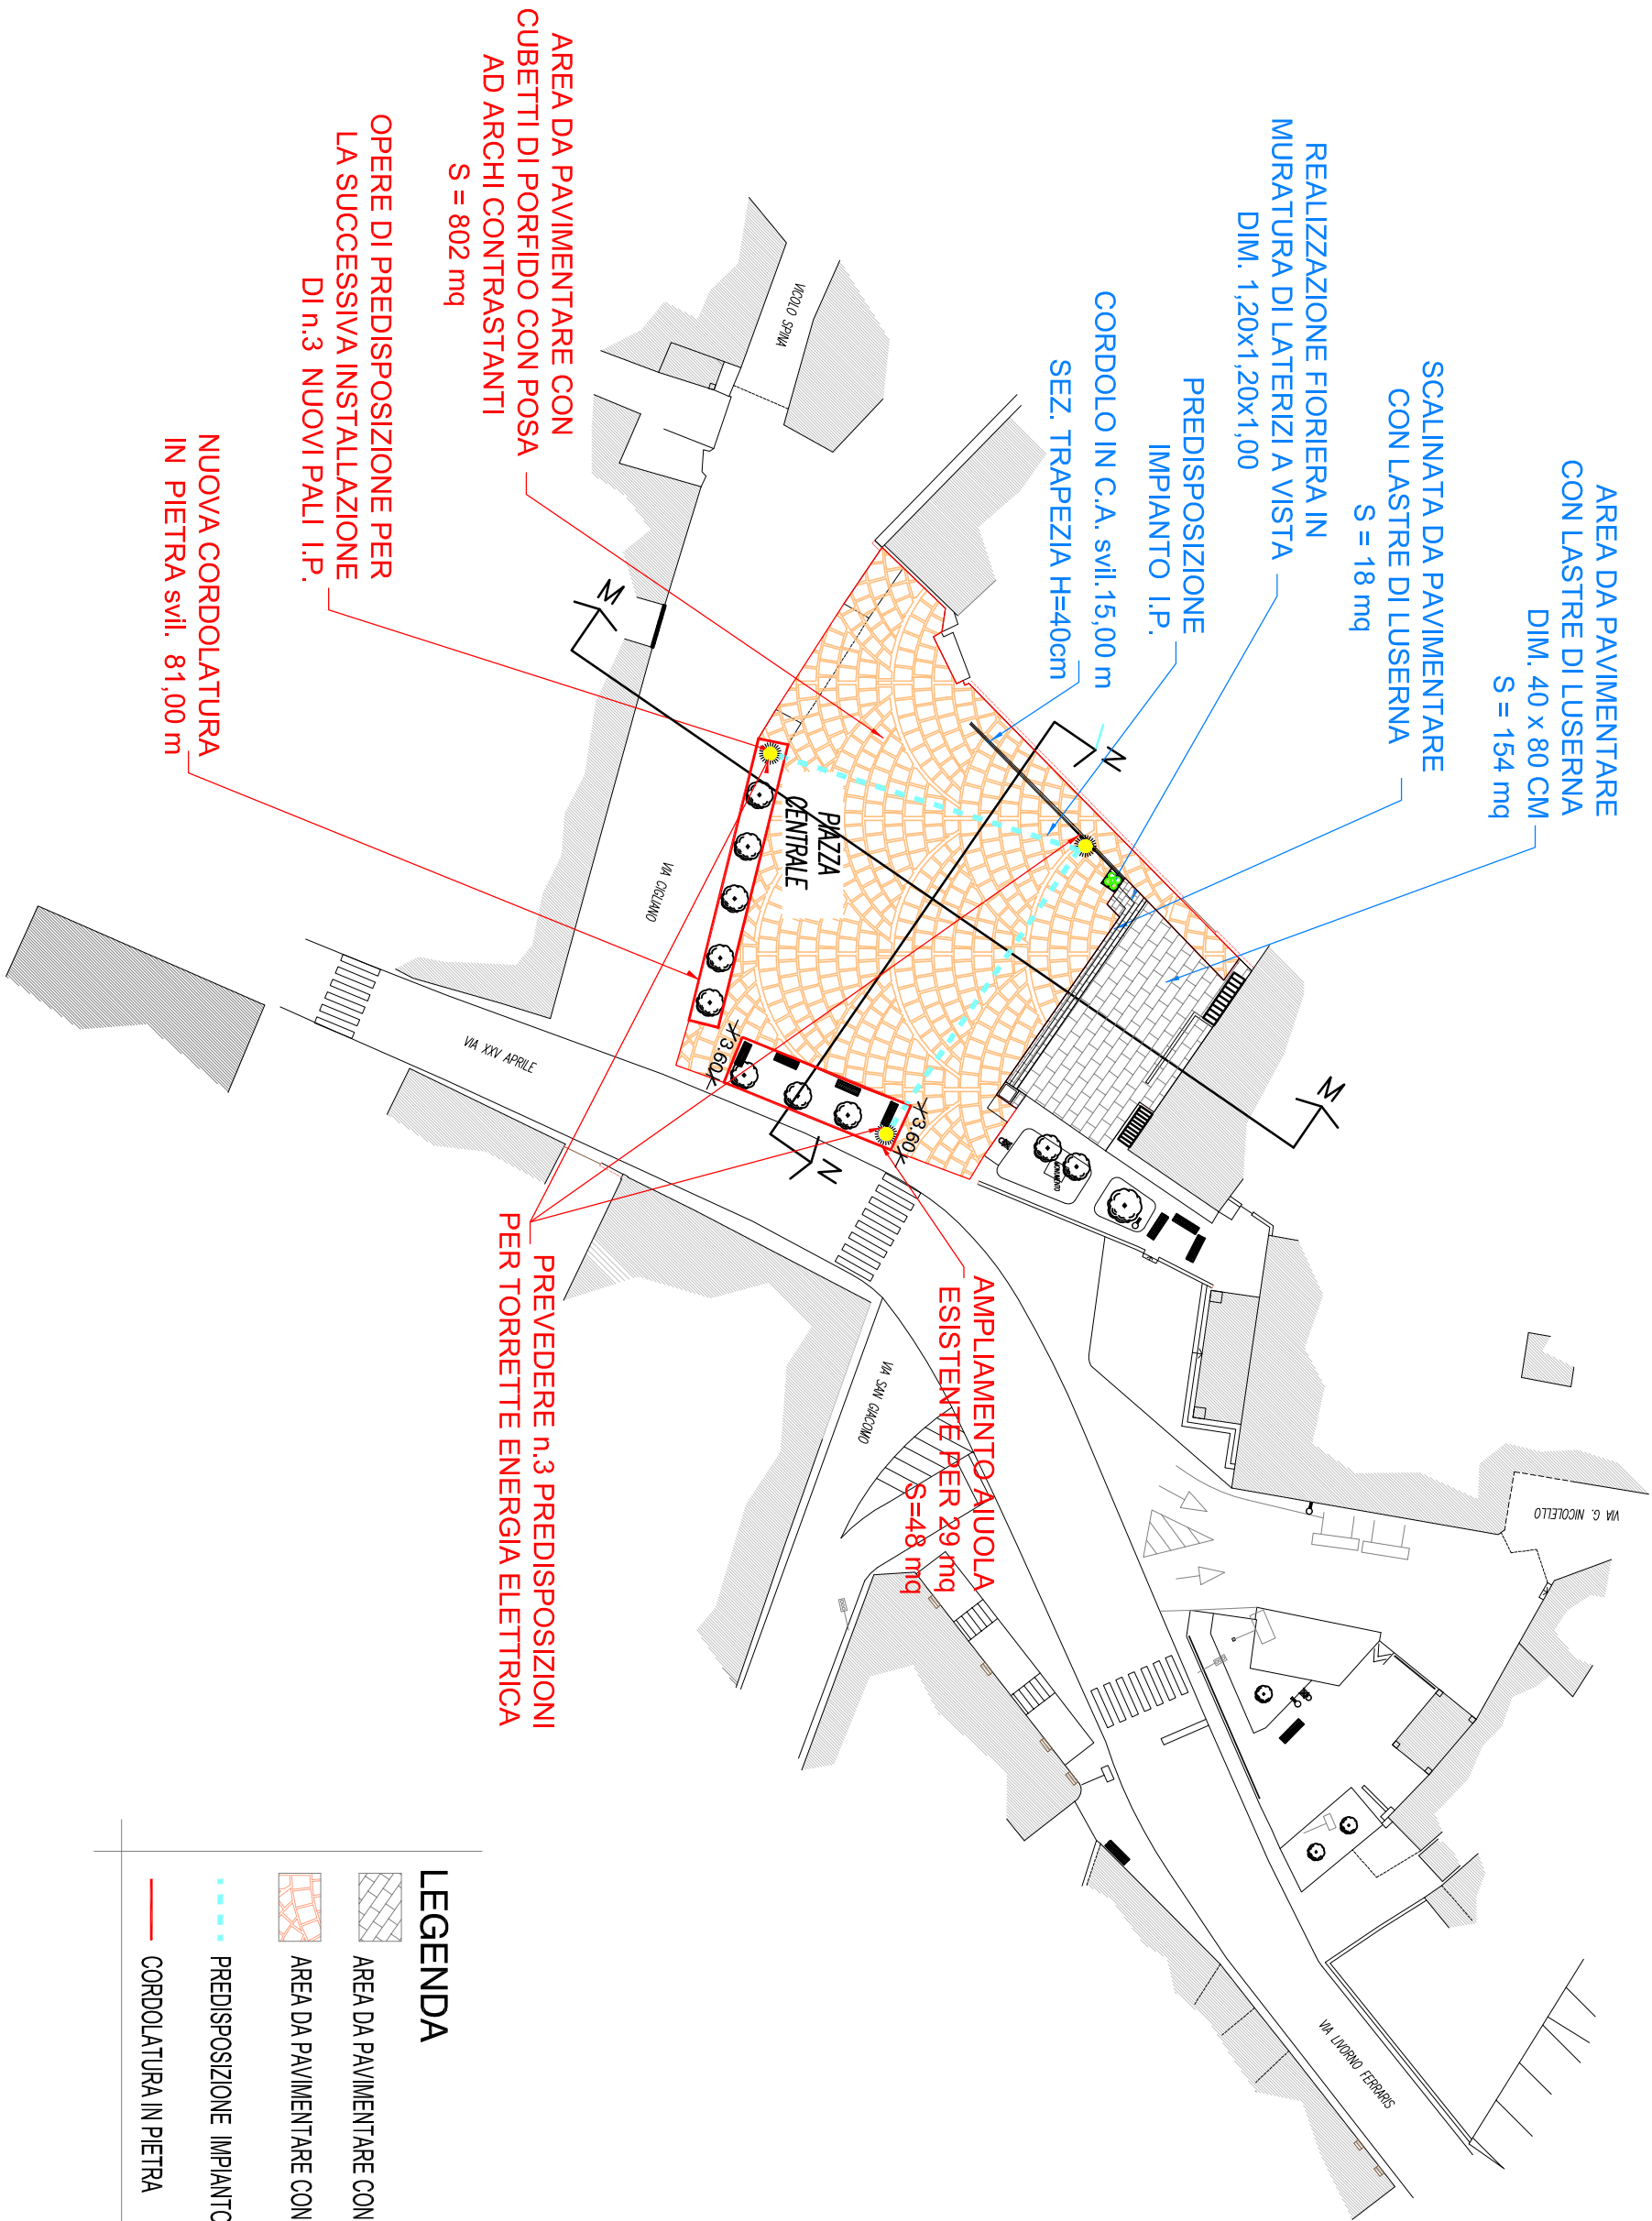 AREA DA PAVIMENTARE
CON LASTRE DI LUSERNA
DIM. 40 x 80 CM
S = 154 mq
SCALINATA DA PAVIMENTARE
CON LASTRE DI LUSERNA
S = 18 mq
REALIZZAZIONE FIORIERA IN
MURATURA DI LATERIZI A VISTA
DIM. 1,20x1,20x1,00
PREDISPOSIZIONE
IMPIANTO I.P.
CORDOLO IN C.A. svil.15,00 m
SEZ. TRAPEZIA H=40cm
AREA DA PAVIMENTARE CON
CUBETTI DI PORFIDO CON POSA
AD ARCHI CONTRASTANTI
S = 802 mq
OPERE DI PREDISPOSIZIONE PER
LA SUCCESSIVA INSTALLAZIONE
DI n.3 NUOVI PALI I.P.
NUOVA CORDOLATURA
IN PIETRA svil. 81,00 m
VICOLO SPINA
M
N
PIAZZA
CENTRALE
VIA CIGLIANO
VIA XXV APRILE
3.60
3.60
N
M
MONUMENTO
AMPLIAMENTO AIUOLA
ESISTENTE PER 29 mq
S=48 mq
PREVEDERE n.3 PREDISPOSIZIONI
PER TORRETTE ENERGIA ELETTRICA
VIA SAN GIACOMO
VIA G. NICOLELLO
VIA LIVORNO FERRARIS
LEGENDA
AREA DA PAVIMENTARE CON
AREA DA PAVIMENTARE CON
PREDISPOSIZIONE IMPIANTO
CORDOLATURA IN PIETRA